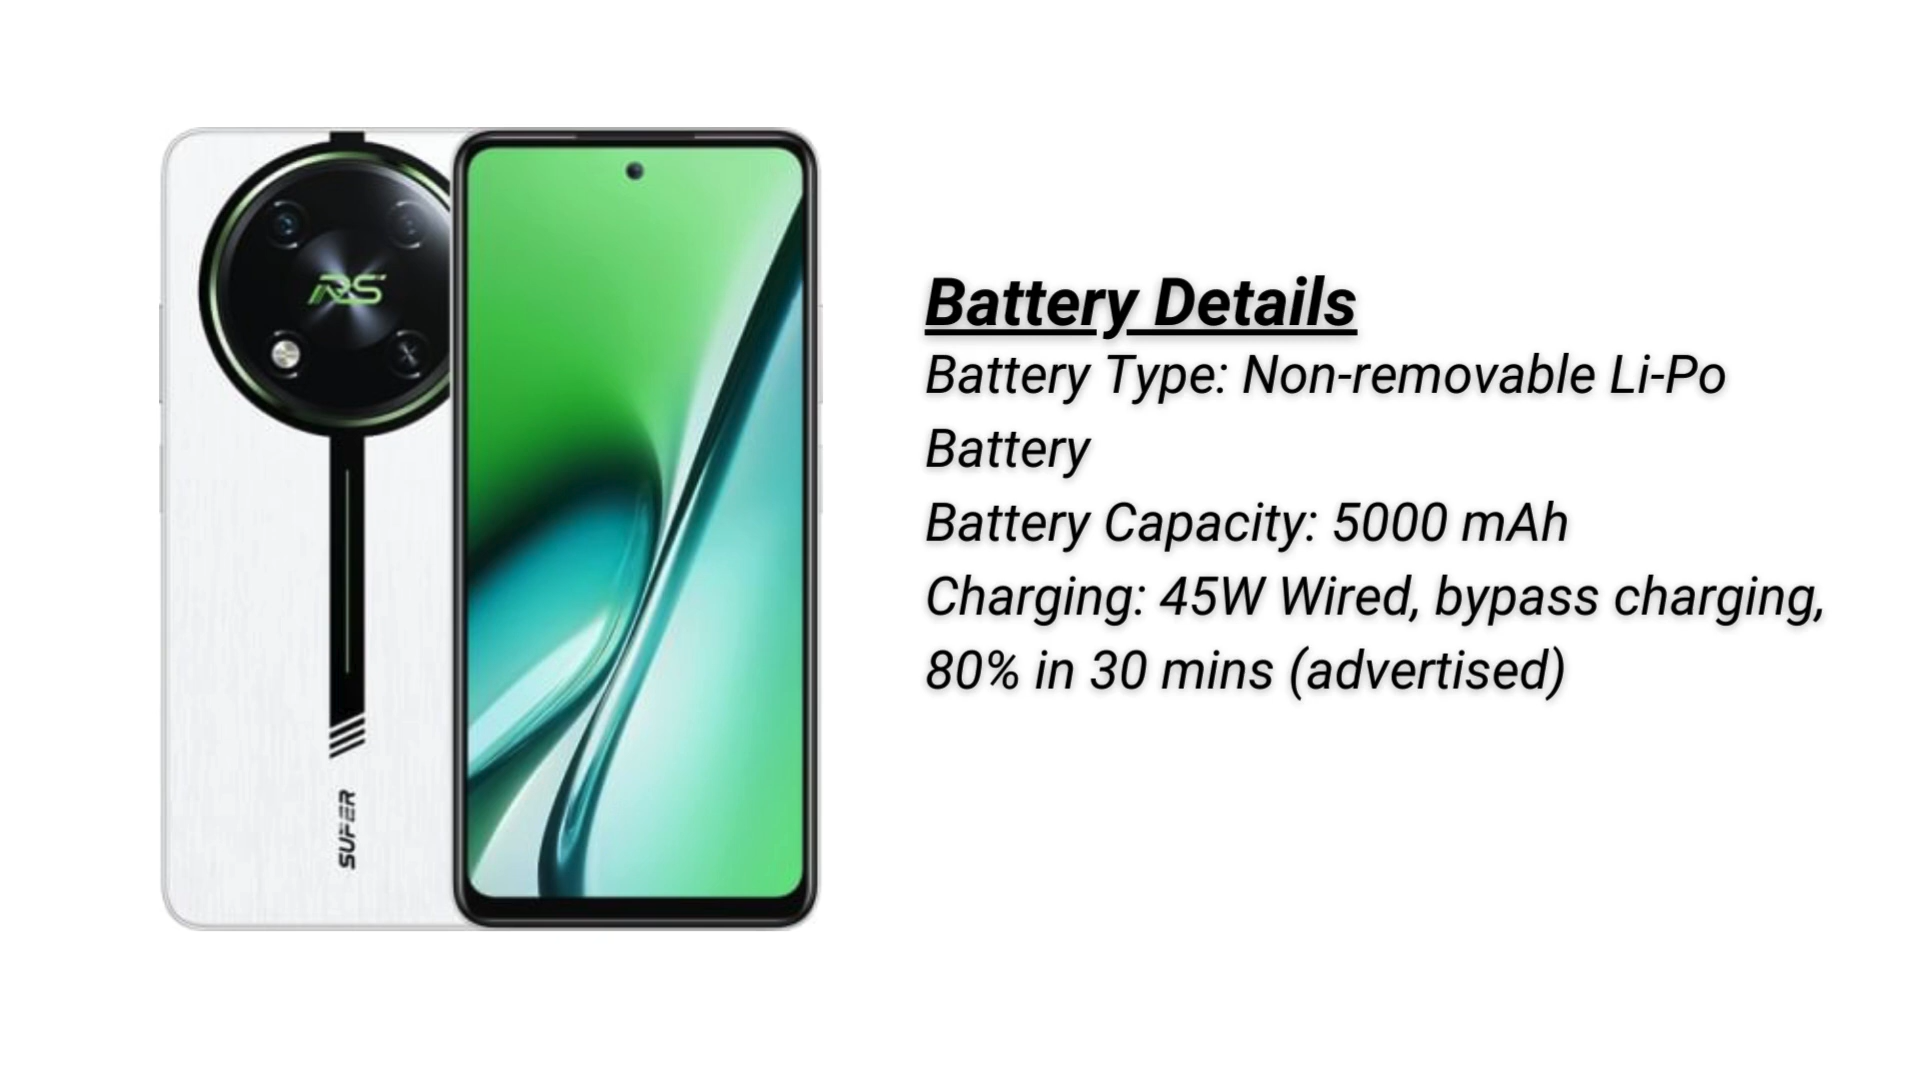 RS
SUPER
Battery Details
Battery Type: Non-removable Li-Po
Battery
Battery Capacity: 5000 mAh
Charging: 45W Wired, bypass charging,
80% in 30 mins (advertised)